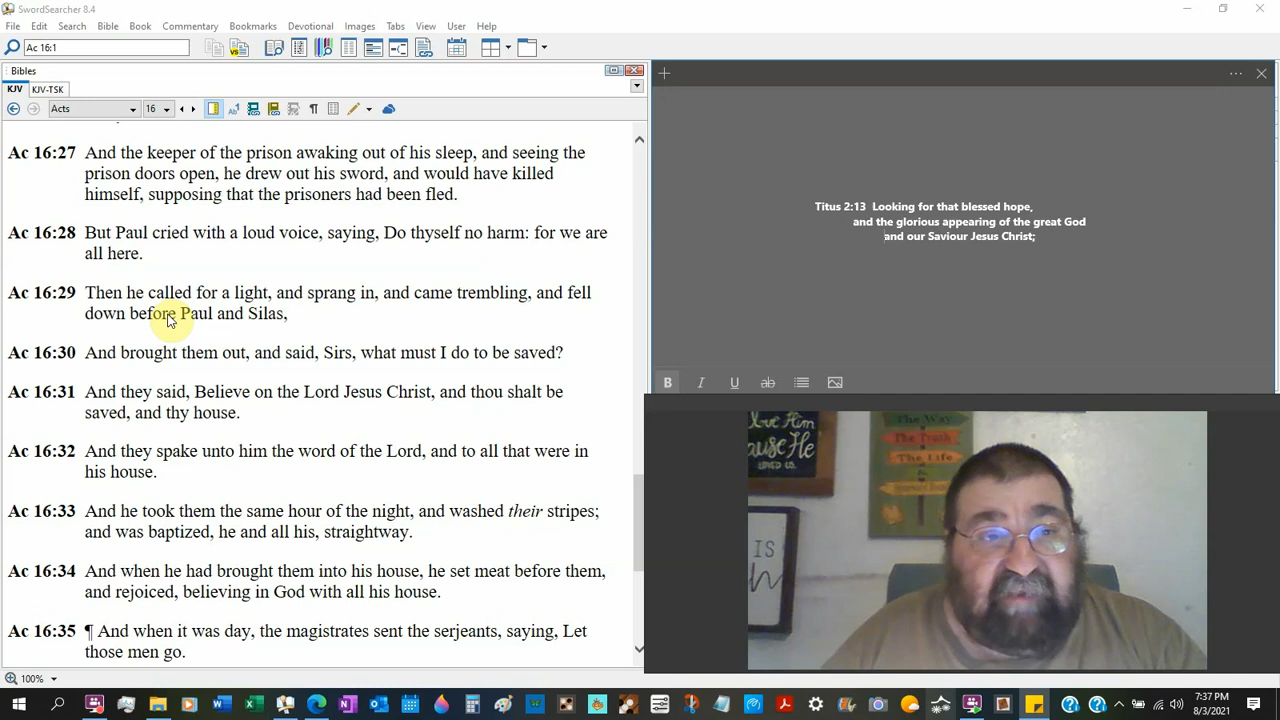 SwordSearcher 8.4
File Edit Search Bible Book Commentary Bookmarks Devotional Images Tabs View User Help
Ac 16:1
Bibles
KJV KJV-TSK
Acts 16
Ac 16:27 And the keeper of the prison awaking out of his sleep, and seeing the
prison doors open, he drew out his sword, and would have killed
himself, supposing that the prisoners had been fled.
Ac 16:28 But Paul cried with a loud voice, saying, Do thyself no harm: for we are
all here.
Ac 16:29 Then he called for a light, and sprang in, and came trembling, and fell
down before Paul and Silas,
Ac 16:30 And brought them out, and said, Sirs, what must I do to be saved?
Ac 16:31 And they said, Believe on the Lord Jesus Christ, and thou shalt be
saved, and thy house.
Ac 16:32 And they spake unto him the word of the Lord, and to all that were in
his house.
Ac 16:33 And he took them the same hour of the night, and washed their stripes;
and was baptized, he and all his, straightway.
Ac 16:34 And when he had brought them into his house, he set meat before them,
and rejoiced, believing in God with all his house.
Ac 16:35 ¶ And when it was day, the magistrates sent the serjeants, saying, Let
those men go.
100%
Titus 2:13 Looking for that blessed hope,
and the glorious appearing of the great God
and our Saviour Jesus Christ;
B I U ab
love Him
cause He
LOVED US.
The Way
The Truth
The Life
IS
7:37 PM
8/3/2021